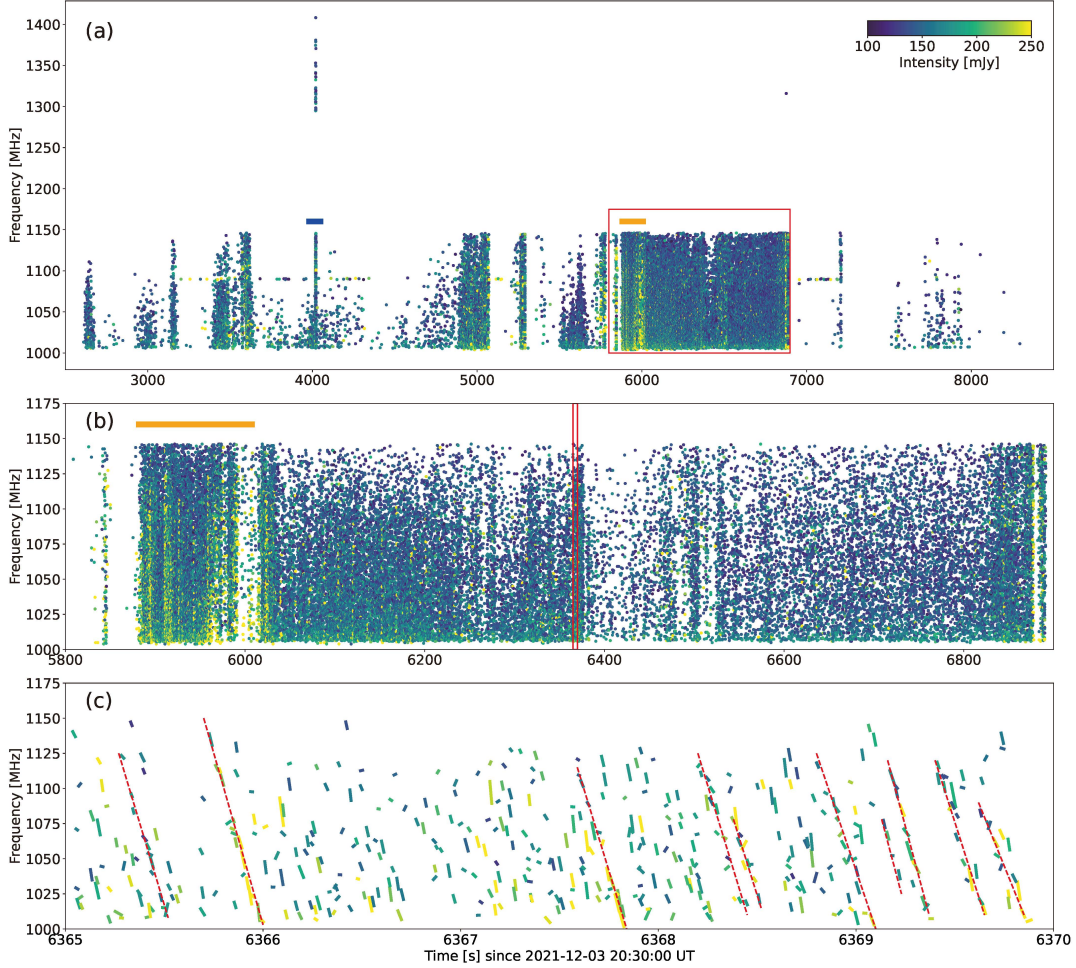 (a)
1400
1350
1300
1250
1200
1150
1100
1050
1000
Frequency [MHz]
100 150 200 250
Intensity [mJy]
3000 4000 5000 6000 7000 8000
(b)
1175
1150
1125
1100
1075
1050
1025
1000
Frequency [MHz]
5800 6000 6200 6400 6600 6800
(c)
1175
1150
1125
1100
1075
1050
1025
1000
Frequency [MHz]
6365 6366 6367 6368 6369 6370
Time [s] since 2021-12-03 20:30:00 UT